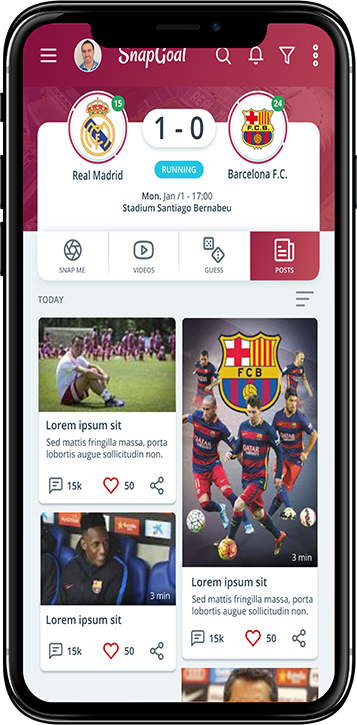 SnapGoal
15
24
1 - 0
Real Madrid
RUNNING
Barcelona F.C.
Mon. Jan /1 - 17:00
Stadium Santiago Bernabeu
SNAP ME
VIDEOS
GUESS
POSTS
TODAY
Lorem ipsum sit
Sed mattis fringilla massa, porta
lobortis augue sollicitudin non.
15k
50
FCB
3 min
Lorem ipsum sit
Sed mattis fringilla massa, porta
lobortis augue sollicitudin non.
15k
50
3 min
Lorem ipsum sit
15k
50